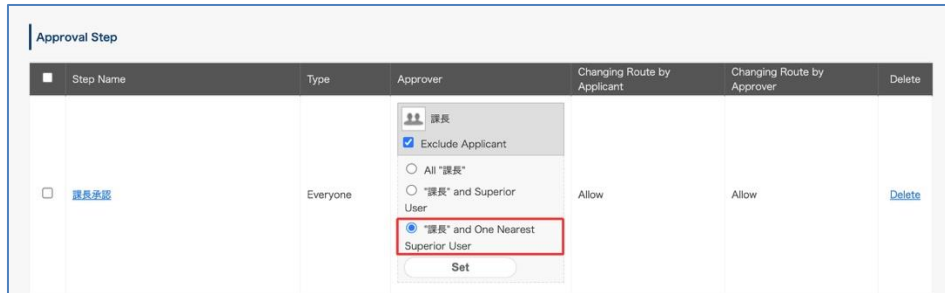 Approval Step
Step Name
Type
Approver
Changing Route by
Applicant
Changing Route by
Approver
Delete
課長承認
Everyone
課長
Exclude Applicant
All "課長"
"課長" and Superior
User
"課長" and One Nearest
Superior User
Set
Allow
Allow
Delete